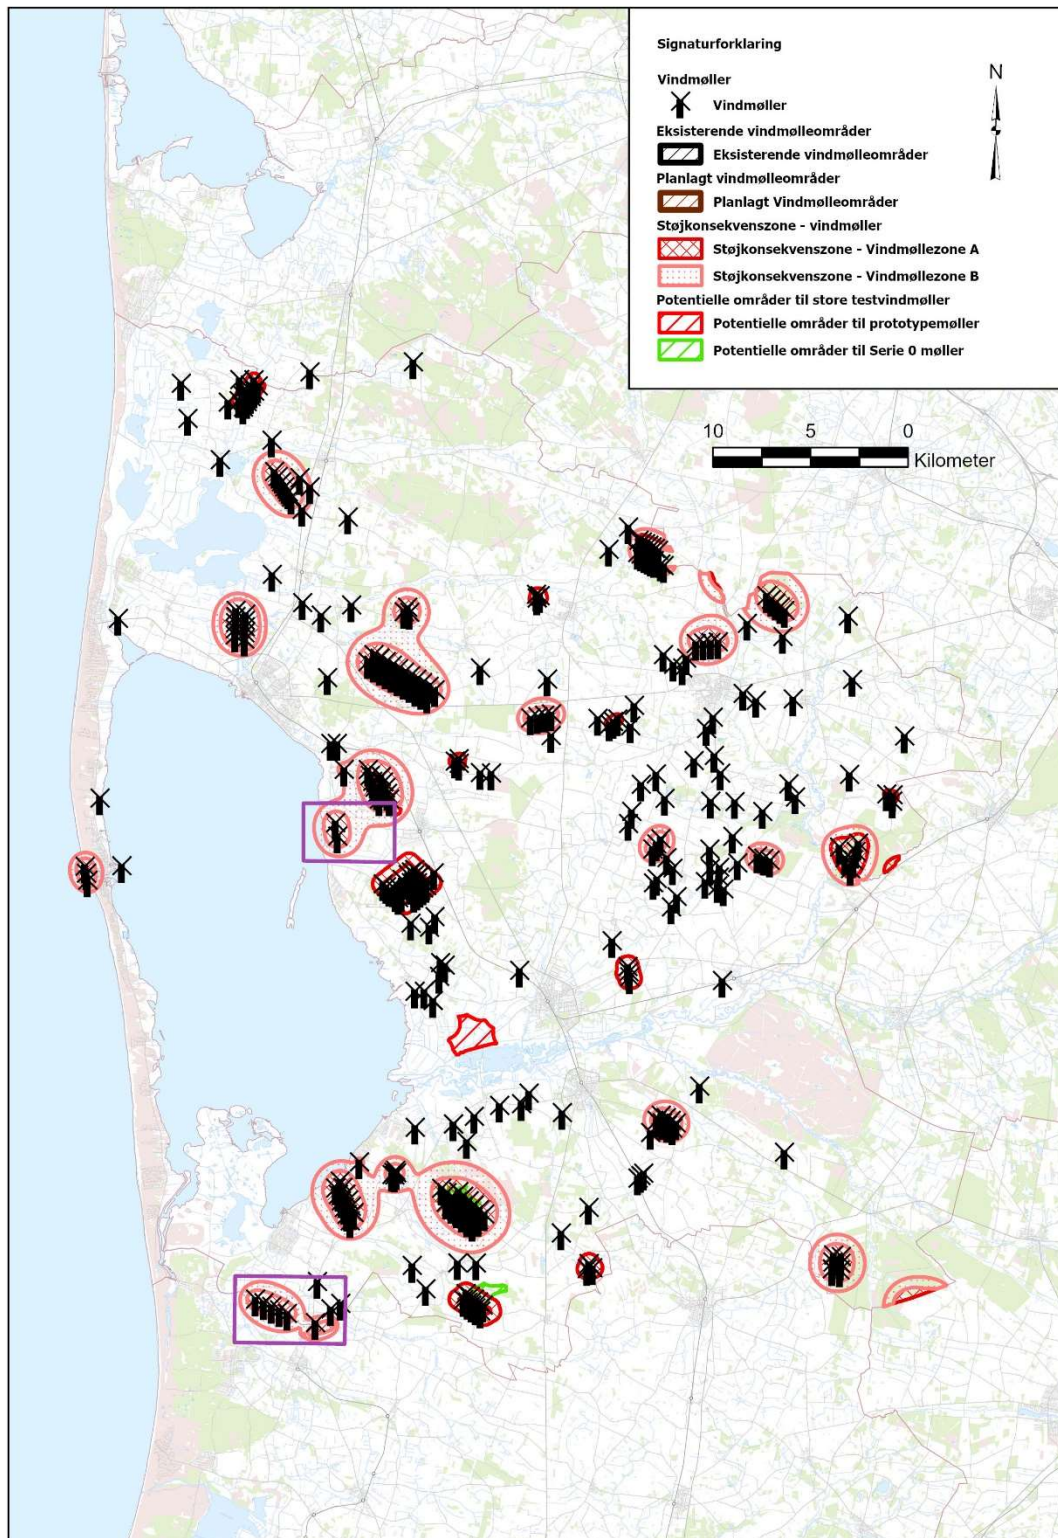 Signaturforklaring
N
Vindmøller
Vindmøller
Eksisterende vindmølleområder
Eksisterende vindmølleområder
Planlagt vindmølleområder
Planlagt Vindmølleområder
Støjkonsekvenszone - vindmøller
Støjkonsekvenszone - Vindmøllezone A
Støjkonsekvenszone - Vindmøllezone B
Potentielle områder til store testvindmøller
Potentielle områder til prototypemøller
Potentielle områder til Serie 0 møller
10 5 0
Kilometer